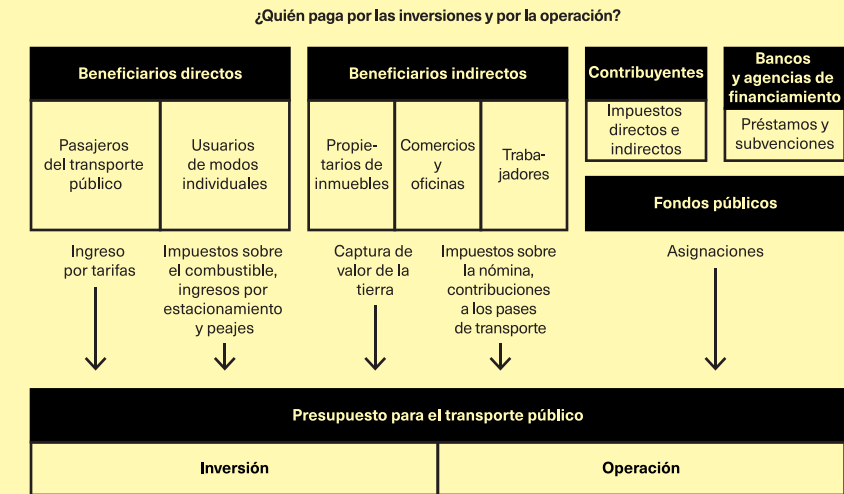 ¿Quién paga por las inversiones y por la operación?
Beneficiarios directos
Pasajeros
del transporte
público
Usuarios
de modos
individuales
Ingreso
por tarifas
Impuestos sobre
el combustible,
ingresos por
estacionamiento
y peajes
Beneficiarios indirectos
Propie-
tarios de
inmuebles
Comercios
y
oficinas
Traba-
jadores
Captura de
valor de la
tierra
Impuestos sobre
la nómina,
contribuciones
a los pases
de transporte
Contribuyentes
Impuestos
directos e
indirectos
Bancos
y agencias de
financiamiento
Préstamos y
subvenciones
Fondos públicos
Asignaciones
Presupuesto para el transporte público
Inversión
Operación